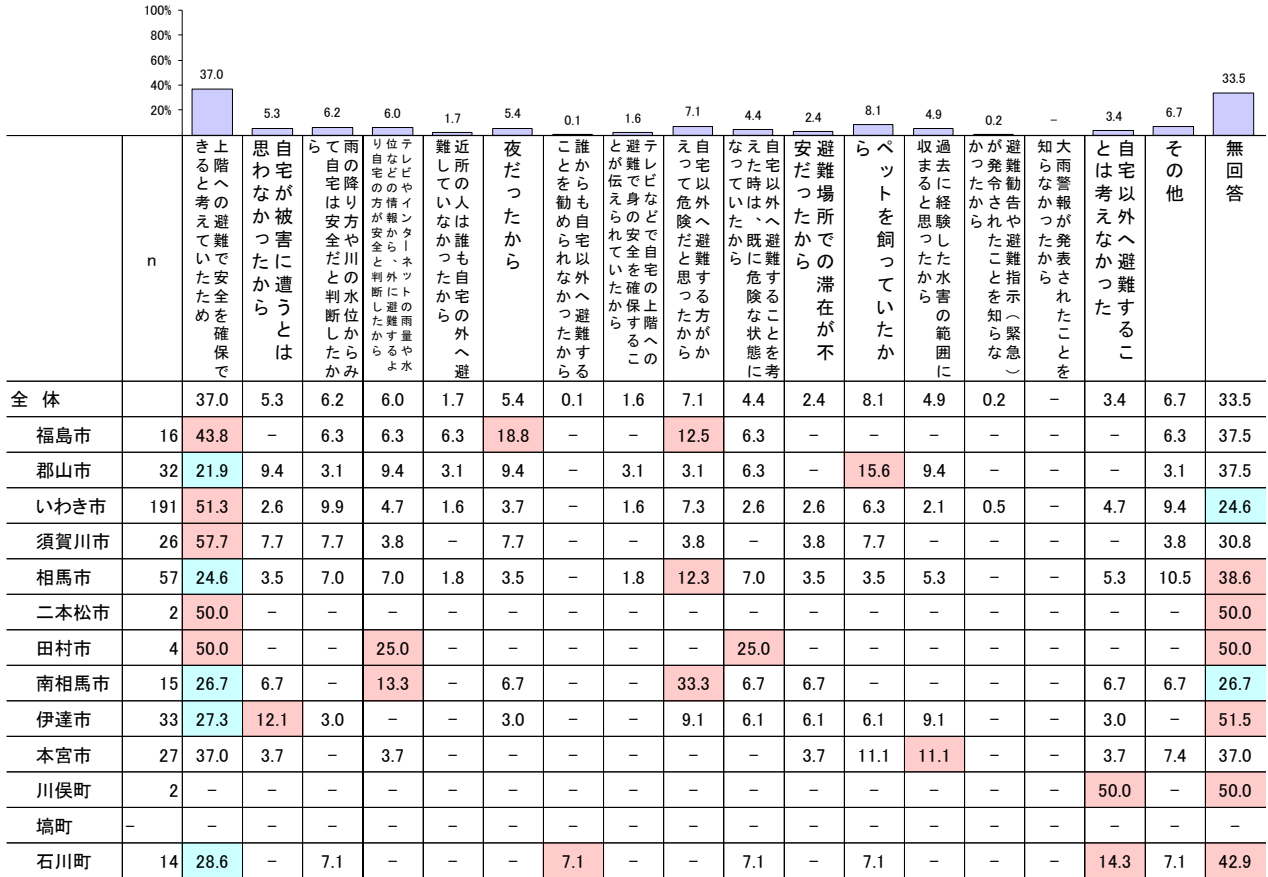 100%
80%
60%
40%
20%
37.0 5.3 6.2 6.0 1.7 5.4 0.1 1.6 7.1 4.4 2.4 8.1 4.9 0.2 － 3.4 6.7 33.5
n
上階への避難で安全を確保で
きると考えていたため
自宅が被害に遭うとは
思わなかったから
雨の降り方や川の水位からみ
て自宅は安全だと判断したか
ら
テレビやインターネットの雨量や水
位などの情報から、外に避難するよ
り自宅の方が安全と判断したから
近所の人は誰も自宅の外へ避
難していなかったから
夜だったから
誰からも自宅以外へ避難する
ことを勧められなかったから
テレビなどで自宅の上階への
避難で身の安全を確保するこ
とが伝えられていたから
自宅以外へ避難する方がか
えって危険だと思ったから
自宅以外へ避難することを考
えた時は、既に危険な状態に
なっていたから
避難場所での滞在が不
安だったから
ペットを飼っていたか
ら
過去に経験した水害の範囲に
収まると思ったから
避難勧告や避難指示（緊急）
が発令されたことを知らな
かったから
大雨警報が発表されたことを
知らなかったから
自宅以外へ避難するこ
とは考えなかった
その他
無回答
全 体 37.0 5.3 6.2 6.0 1.7 5.4 0.1 1.6 7.1 4.4 2.4 8.1 4.9 0.2 － 3.4 6.7 33.5
福島市 16 43.8 － 6.3 6.3 6.3 18.8 － － 12.5 6.3 － － － － － － 6.3 37.5
郡山市 32 21.9 9.4 3.1 9.4 3.1 9.4 － 3.1 3.1 6.3 － 15.6 9.4 － － － 3.1 37.5
いわき市 191 51.3 2.6 9.9 4.7 1.6 3.7 － 1.6 7.3 2.6 2.6 6.3 2.1 0.5 － 4.7 9.4 24.6
須賀川市 26 57.7 7.7 7.7 3.8 － 7.7 － － 3.8 － 3.8 7.7 － － － － 3.8 30.8
相馬市 57 24.6 3.5 7.0 7.0 1.8 3.5 － 1.8 12.3 7.0 3.5 3.5 5.3 － － 5.3 10.5 38.6
二本松市 2 50.0 － － － － － － － － － － － － － － － － 50.0
田村市 4 50.0 － － 25.0 － － － － － 25.0 － － － － － － － 50.0
南相馬市 15 26.7 6.7 － 13.3 － 6.7 － － 33.3 6.7 6.7 － － － － 6.7 6.7 26.7
伊達市 33 27.3 12.1 3.0 － － 3.0 － － 9.1 6.1 6.1 6.1 9.1 － － 3.0 － 51.5
本宮市 27 37.0 3.7 － 3.7 － － － － － － 3.7 11.1 11.1 － － 3.7 7.4 37.0
川俣町 2 － － － － － － － － － － － － － － － 50.0 － 50.0
塙町 － － － － － － － － － － － － － － － － － － －
石川町 14 28.6 － 7.1 － － － 7.1 － － 7.1 － 7.1 － － － 14.3 7.1 42.9